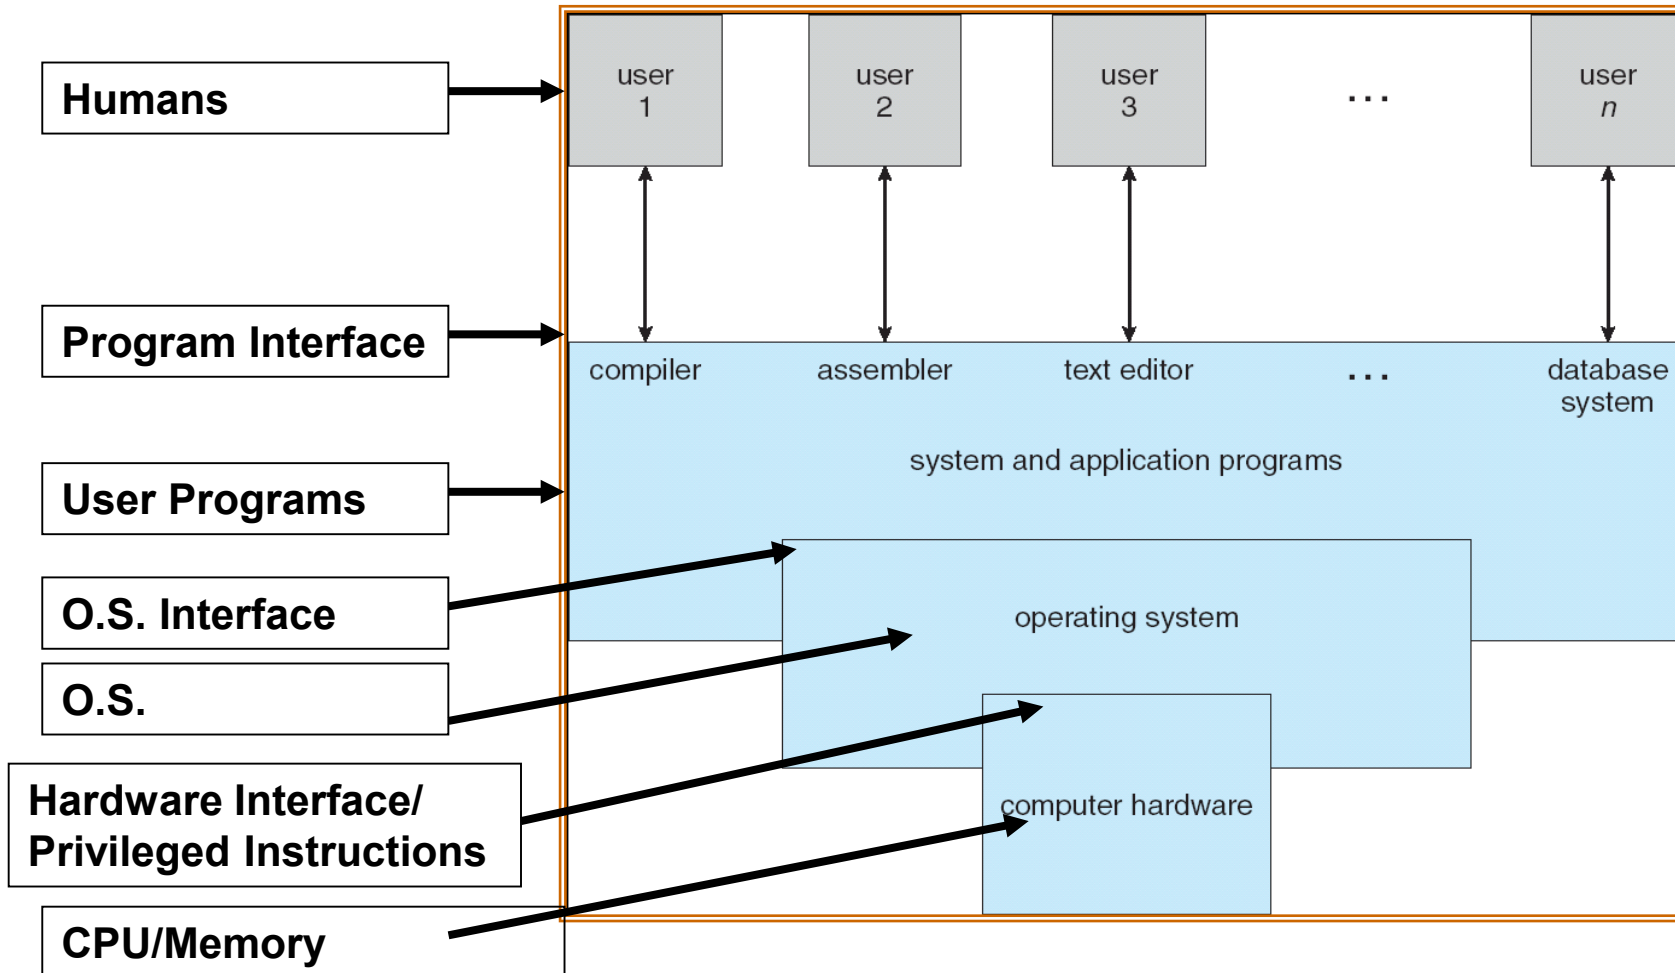 Humans
Program Interface
User Programs
O.S. Interface
O.S.
Hardware Interface/
Privileged Instructions
CPU/Memory
user
1
user
2
user
3
...
user
n
compiler
assembler
text editor
...
database
system
system and application programs
operating system
computer hardware